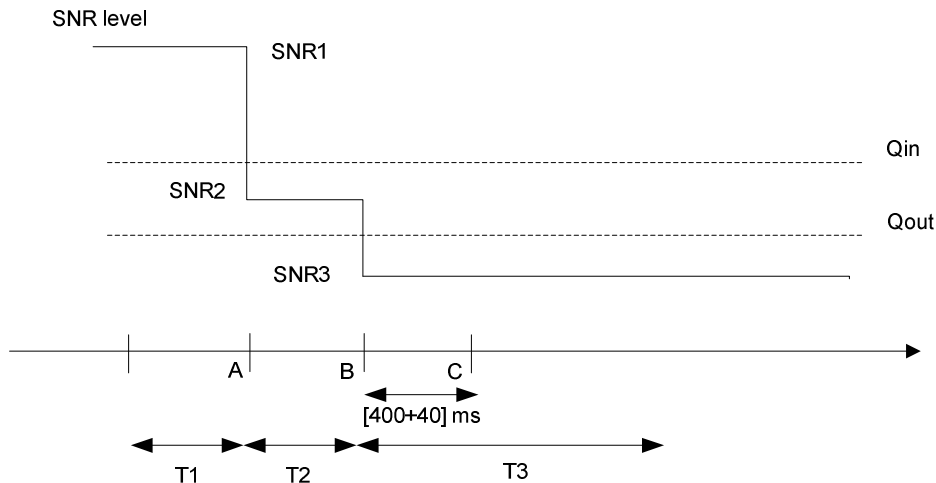 SNR level
SNR1
Qin
SNR2
Qout
SNR3
A
B
C
[400+40] ms
T1
T2
T3